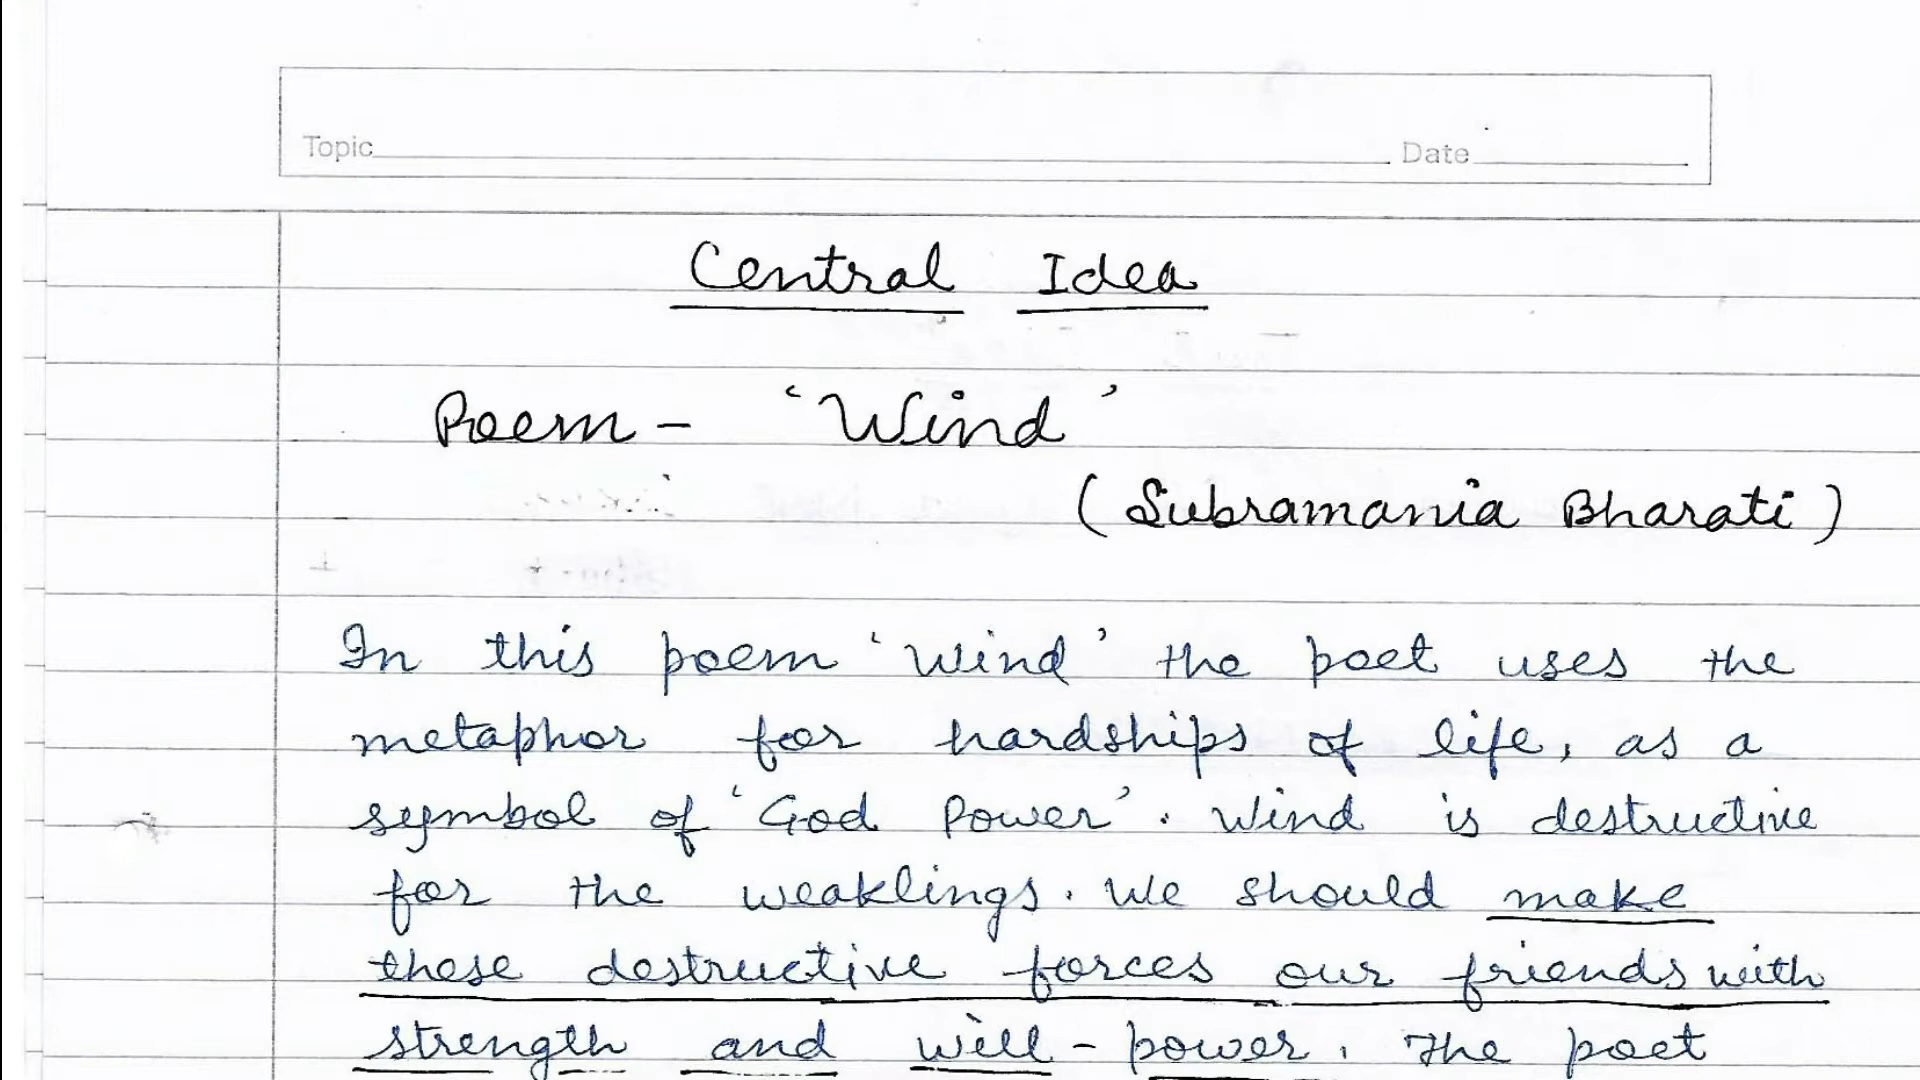 Topic Date
Central Idea
Poem - 'Wind'
(Subramania Bharati)
In this poem 'Wind' the poet uses the
metaphor for hardships of life, as a
symbol of 'God Power'. Wind is destructive
for the weaklings. We should make
these destructive forces our friends with
strength and will-power. The poet